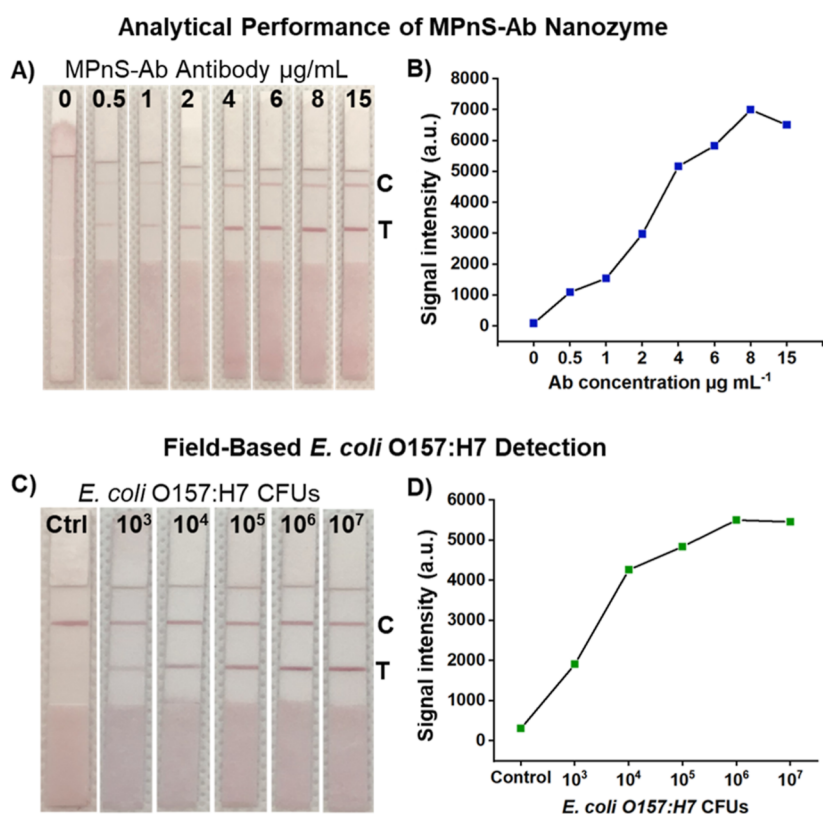 Analytical Performance of MPnS-Ab Nanozyme
A)
MPnS-Ab Antibody µg/mL
0 0.5 1 2 4 6 8 15
C
T
B)
8000
7000
6000
5000
4000
3000
2000
1000
0
Signal intensity (a.u.)
0 0.5 1 2 4 6 8 15
Ab concentration µg mL⁻¹
Field-Based E. coli O157:H7 Detection
C)
E. coli O157:H7 CFUs
Ctrl 10³ 10⁴ 10⁵ 10⁶ 10⁷
C
T
D)
6000
5000
4000
3000
2000
1000
0
Signal intensity (a.u.)
Control 10³ 10⁴ 10⁵ 10⁶ 10⁷
E. coli O157:H7 CFUs